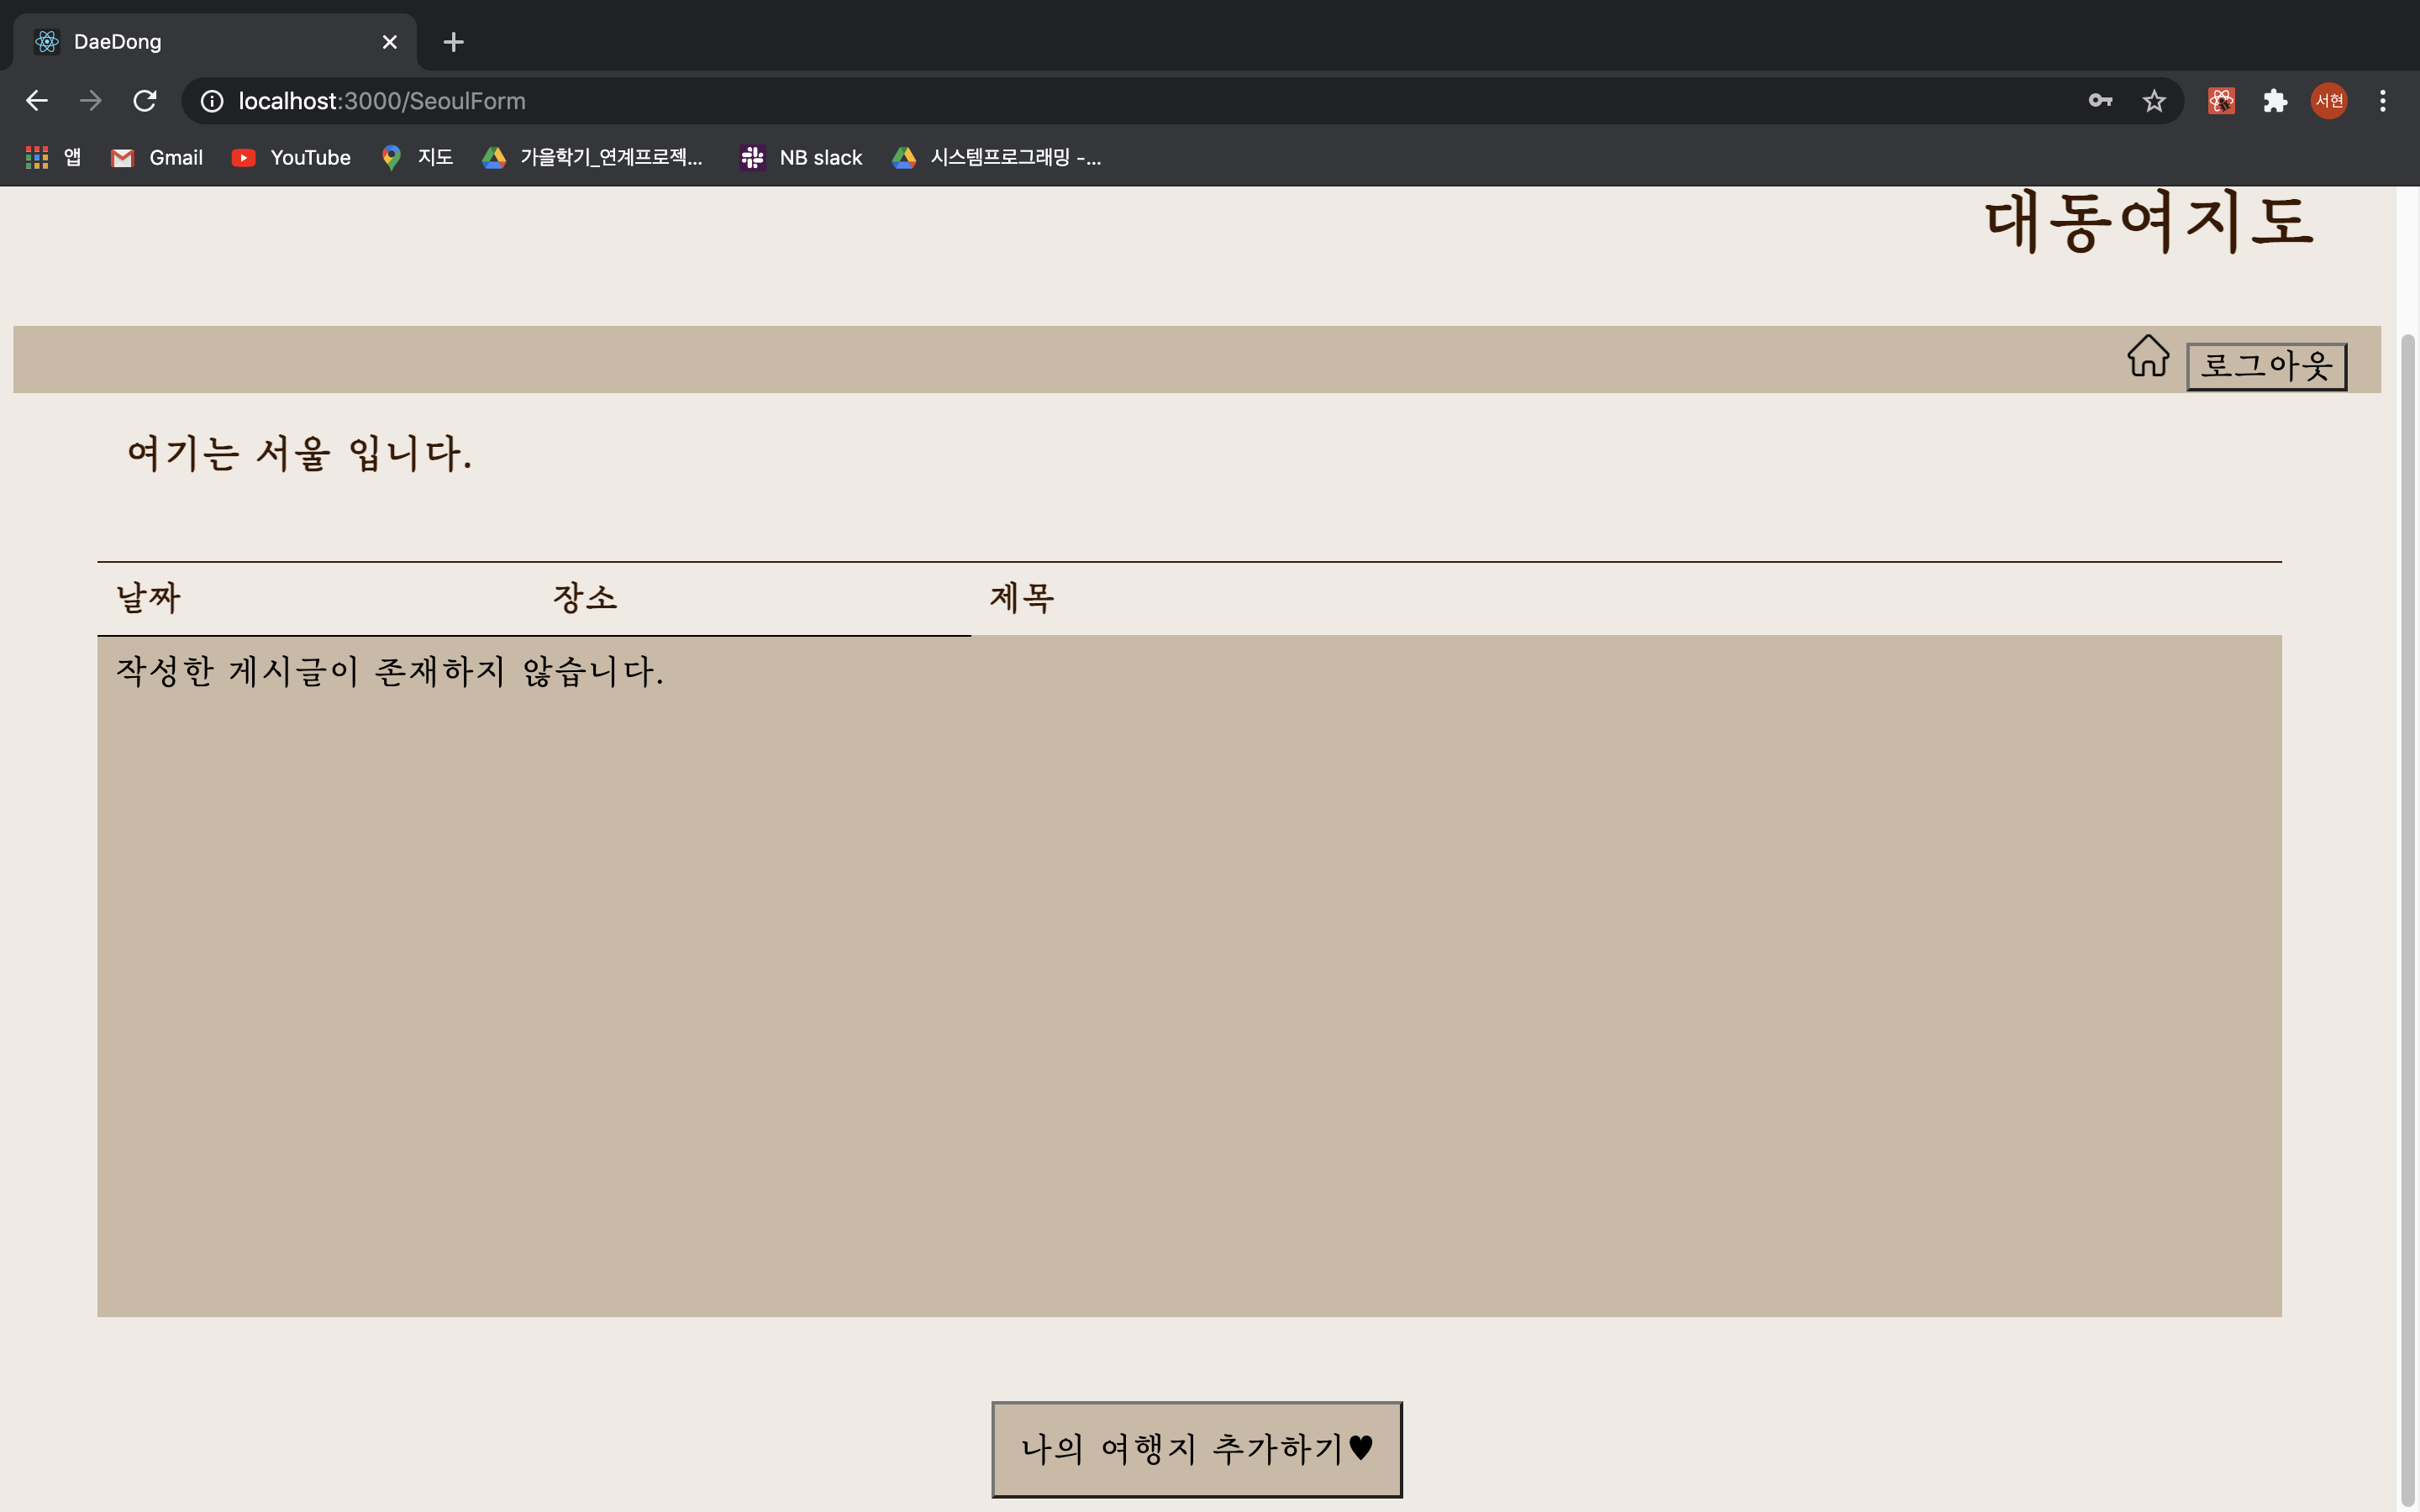 DaeDong
localhost:3000/SeoulForm
서현
앱 Gmail YouTube 지도 가을학기_연계프로젝... NB slack 시스템프로그래밍 -...
대동여지도
로그아웃
여기는 서울 입니다.
날짜 장소 제목
작성한 게시글이 존재하지 않습니다.
나의 여행지 추가하기♥